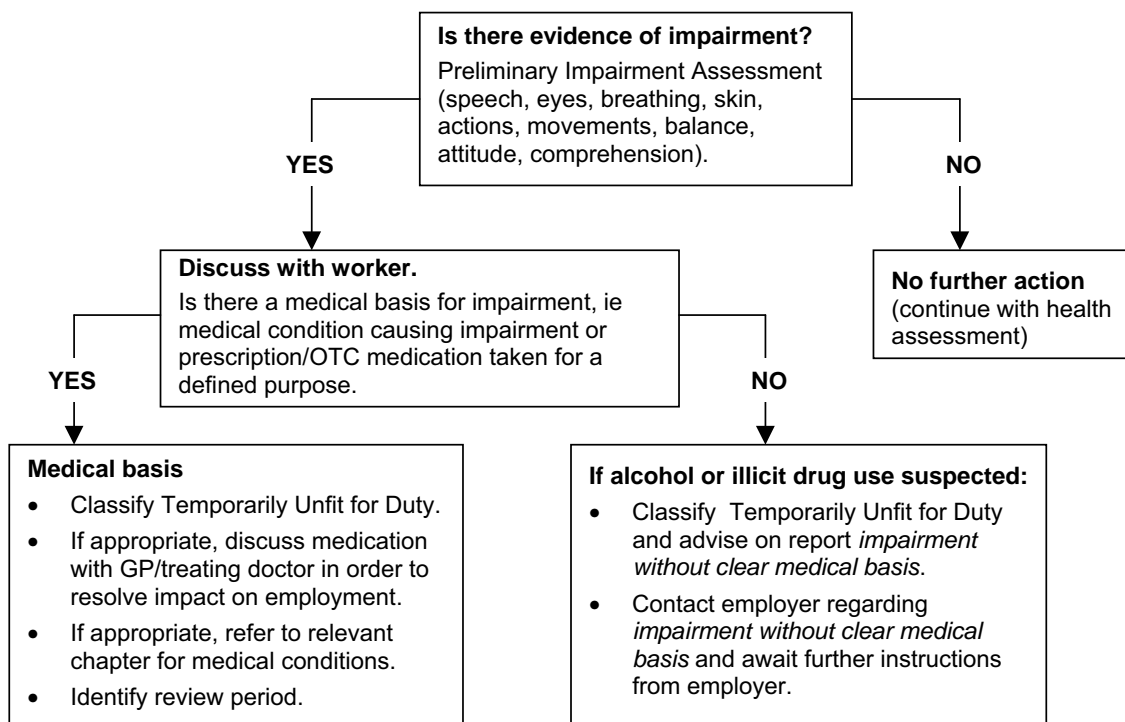 Is there evidence of impairment?
Preliminary Impairment Assessment
(speech, eyes, breathing, skin,
actions, movements, balance,
attitude, comprehension).
YES
NO
Discuss with worker.
Is there a medical basis for impairment, ie
medical condition causing impairment or
prescription/OTC medication taken for a
defined purpose.
No further action
(continue with health
assessment)
YES
NO
Medical basis
• Classify Temporarily Unfit for Duty.
• If appropriate, discuss medication
with GP/treating doctor in order to
resolve impact on employment.
• If appropriate, refer to relevant
chapter for medical conditions.
• Identify review period.
If alcohol or illicit drug use suspected:
• Classify Temporarily Unfit for Duty
and advise on report impairment
without clear medical basis.
• Contact employer regarding
impairment without clear medical
basis and await further instructions
from employer.